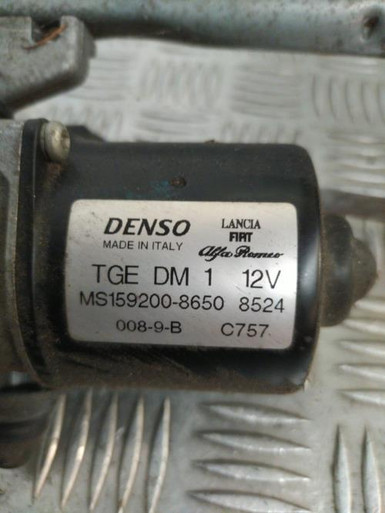 DENSO
MADE IN ITALY
LANCIA
FIAT
Alfa Romeo
TGE DM 1 12V
MS159200-8650 8524
008-9-B C757